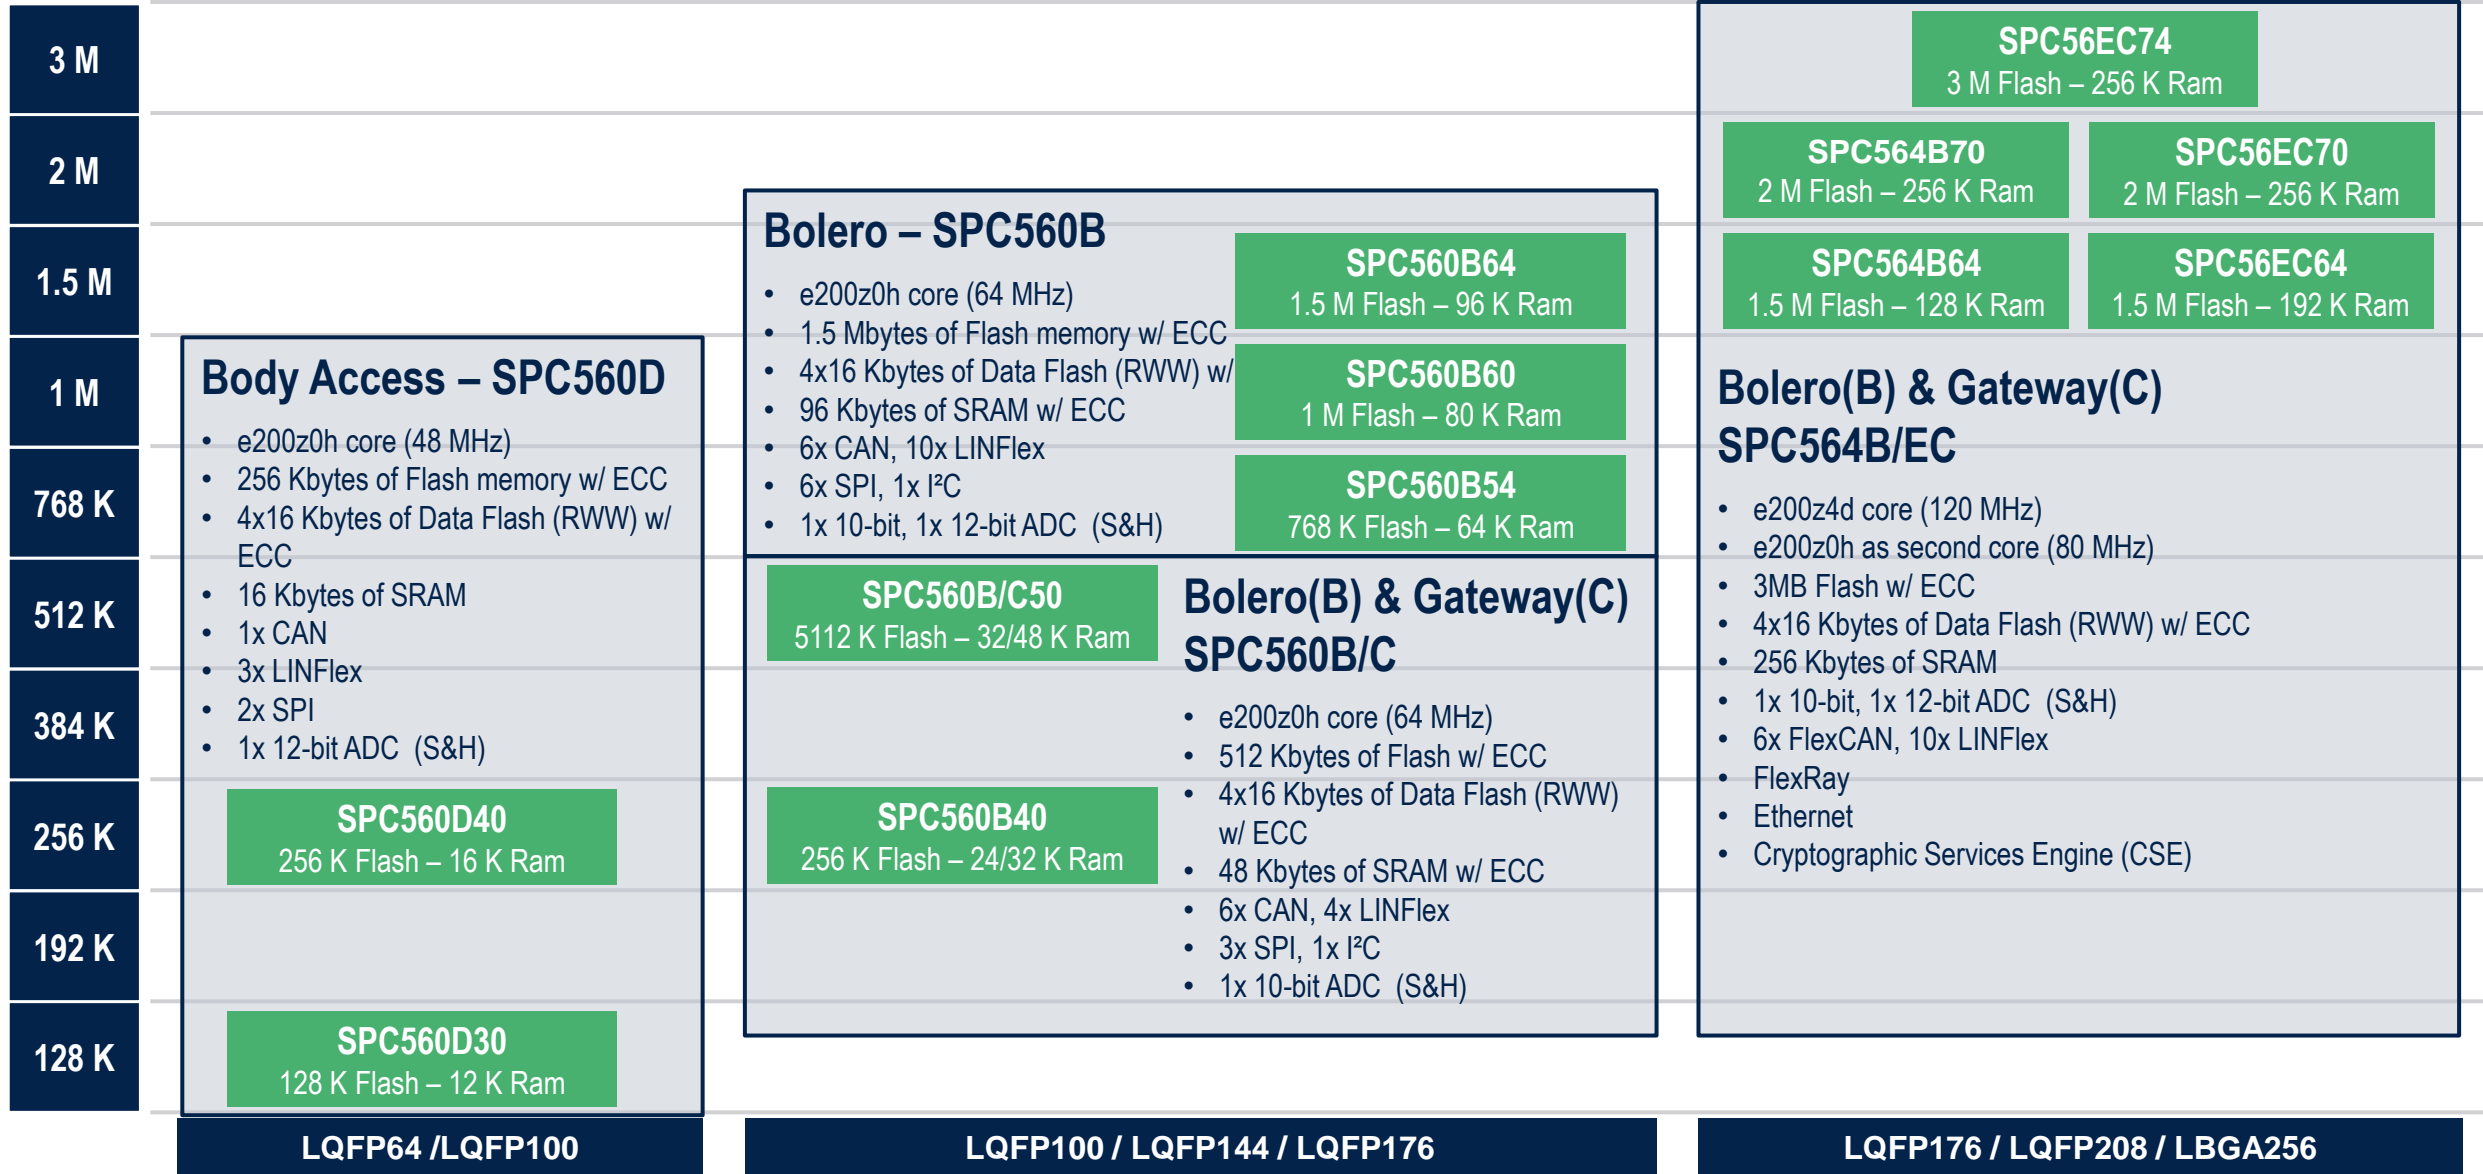 3 M
2 M
1.5 M
1 M
768 K
512 K
384 K
256 K
192 K
128 K
Body Access – SPC560D
• e200z0h core (48 MHz)
• 256 Kbytes of Flash memory w/ ECC
• 4x16 Kbytes of Data Flash (RWW) w/
ECC
• 16 Kbytes of SRAM
• 1x CAN
• 3x LINFlex
• 2x SPI
• 1x 12-bit ADC (S&H)
SPC560D40
256 K Flash – 16 K Ram
SPC560D30
128 K Flash – 12 K Ram
LQFP64 /LQFP100
Bolero – SPC560B
• e200z0h core (64 MHz)
• 1.5 Mbytes of Flash memory w/ ECC
• 4x16 Kbytes of Data Flash (RWW) w/
• 96 Kbytes of SRAM w/ ECC
• 6x CAN, 10x LINFlex
• 6x SPI, 1x I²C
• 1x 10-bit, 1x 12-bit ADC (S&H)
SPC560B64
1.5 M Flash – 96 K Ram
SPC560B60
1 M Flash – 80 K Ram
SPC560B54
768 K Flash – 64 K Ram
SPC560B/C50
5112 K Flash – 32/48 K Ram
SPC560B40
256 K Flash – 24/32 K Ram
Bolero(B) & Gateway(C)
SPC560B/C
• e200z0h core (64 MHz)
• 512 Kbytes of Flash w/ ECC
• 4x16 Kbytes of Data Flash (RWW)
w/ ECC
• 48 Kbytes of SRAM w/ ECC
• 6x CAN, 4x LINFlex
• 3x SPI, 1x I²C
• 1x 10-bit ADC (S&H)
LQFP100 / LQFP144 / LQFP176
SPC56EC74
3 M Flash – 256 K Ram
SPC564B70
2 M Flash – 256 K Ram
SPC56EC70
2 M Flash – 256 K Ram
SPC564B64
1.5 M Flash – 128 K Ram
SPC56EC64
1.5 M Flash – 192 K Ram
Bolero(B) & Gateway(C)
SPC564B/EC
• e200z4d core (120 MHz)
• e200z0h as second core (80 MHz)
• 3MB Flash w/ ECC
• 4x16 Kbytes of Data Flash (RWW) w/ ECC
• 256 Kbytes of SRAM
• 1x 10-bit, 1x 12-bit ADC (S&H)
• 6x FlexCAN, 10x LINFlex
• FlexRay
• Ethernet
• Cryptographic Services Engine (CSE)
LQFP176 / LQFP208 / LBGA256